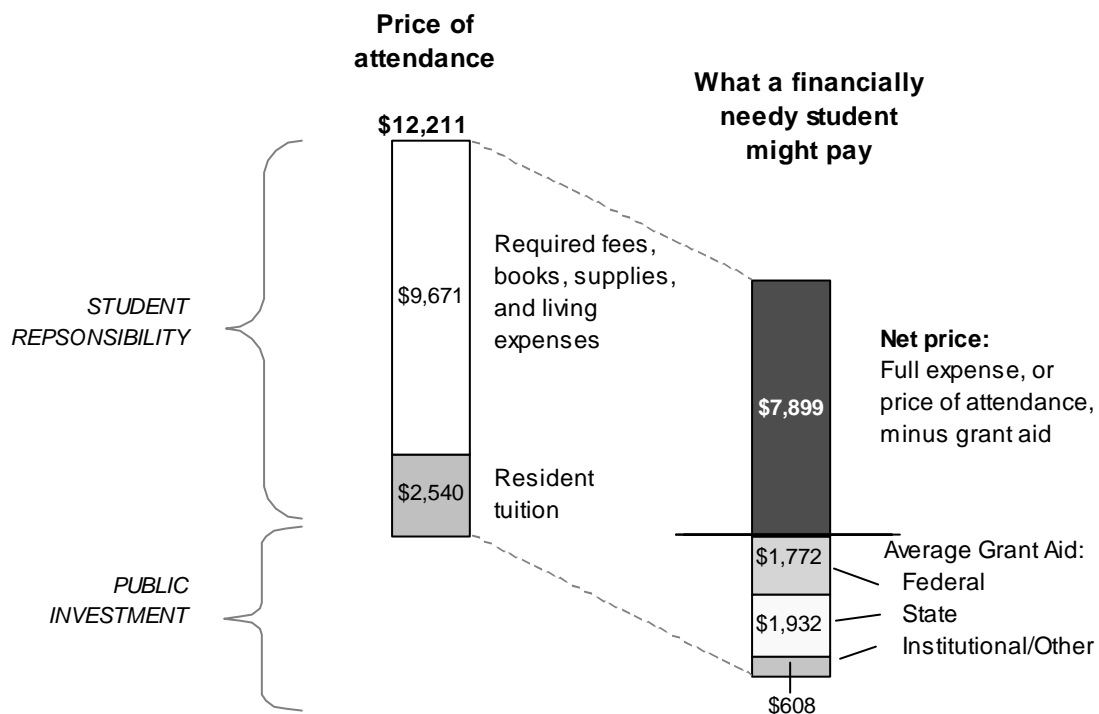 Price of
attendance
What a financially
needy student
might pay
$12,211
Required fees,
books, supplies,
and living
expenses
$9,671
STUDENT
REPSONSIBILITY
Net price:
Full expense, or
price of attendance,
minus grant aid
$7,899
Resident
tuition
$2,540
PUBLIC
INVESTMENT
$1,772
Average Grant Aid:
Federal
$1,932
State
Institutional/Other
$608